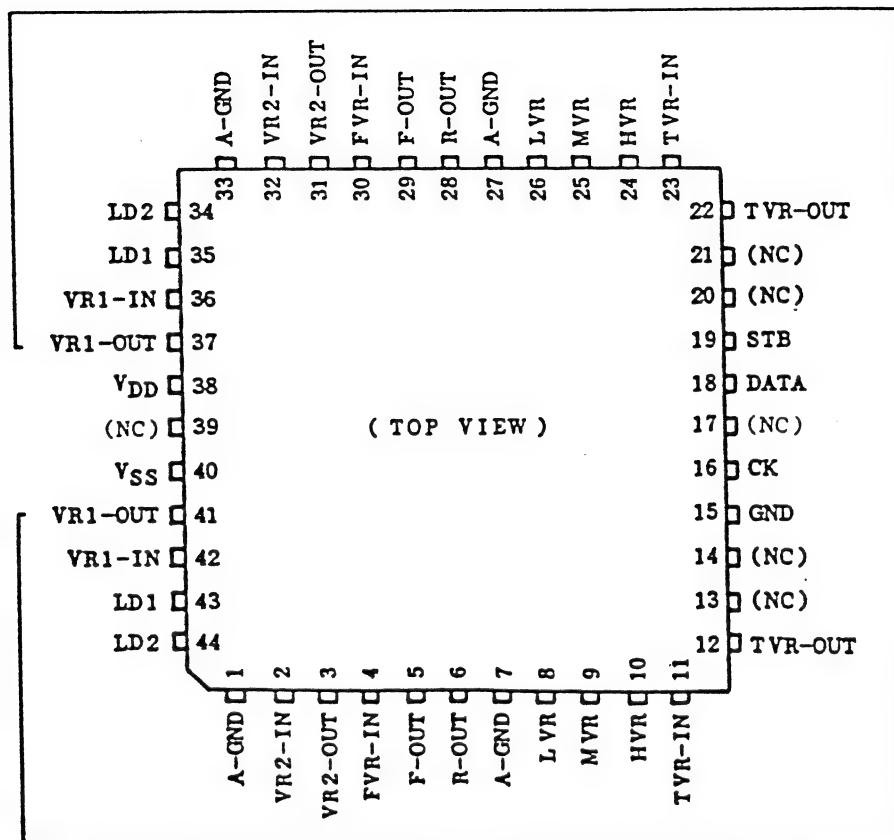 A-GND
VR2-IN
VR2-OUT
FVR-IN
F-OUT
R-OUT
A-GND
LVR
MVR
HVR
TVR-IN
33 32 31 30 29 28 27 26 25 24 23
LD2 34
LD1 35
VR1-IN 36
VR1-OUT 37
VDD 38
(NC) 39
VSS 40
VR1-OUT 41
VR1-IN 42
LD1 43
LD2 44
(TOP VIEW)
22 TVR-OUT
21 (NC)
20 (NC)
19 STB
18 DATA
17 (NC)
16 CK
15 GND
14 (NC)
13 (NC)
12 TVR-OUT
1 2 3 4 5 6 7 8 9 10 11
A-GND
VR2-IN
VR2-OUT
FVR-IN
F-OUT
R-OUT
A-GND
LVR
MVR
HVR
TVR-IN